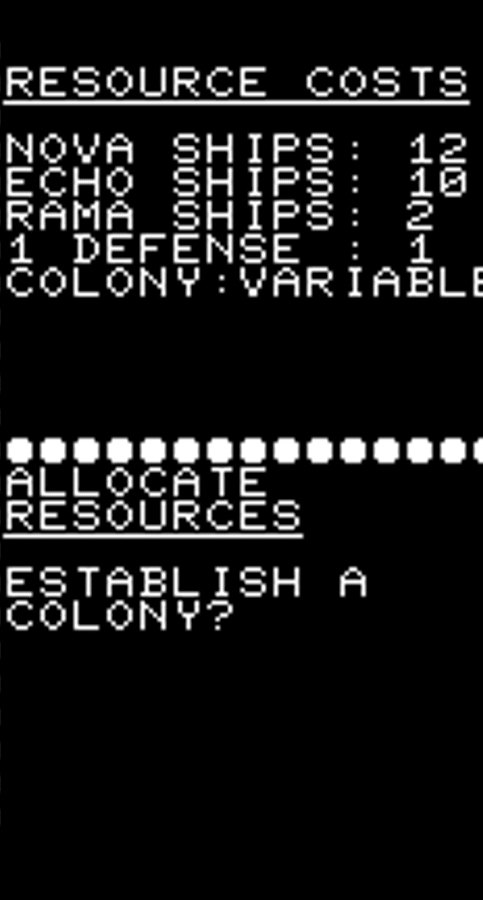 RESOURCE COSTS
NOVA SHIPS: 12
ECHO SHIPS: 10
RAMA SHIPS: 2
1 DEFENSE : 1
COLONY:VARIABLE
ALLOCATE
RESOURCES
ESTABLISH A
COLONY?